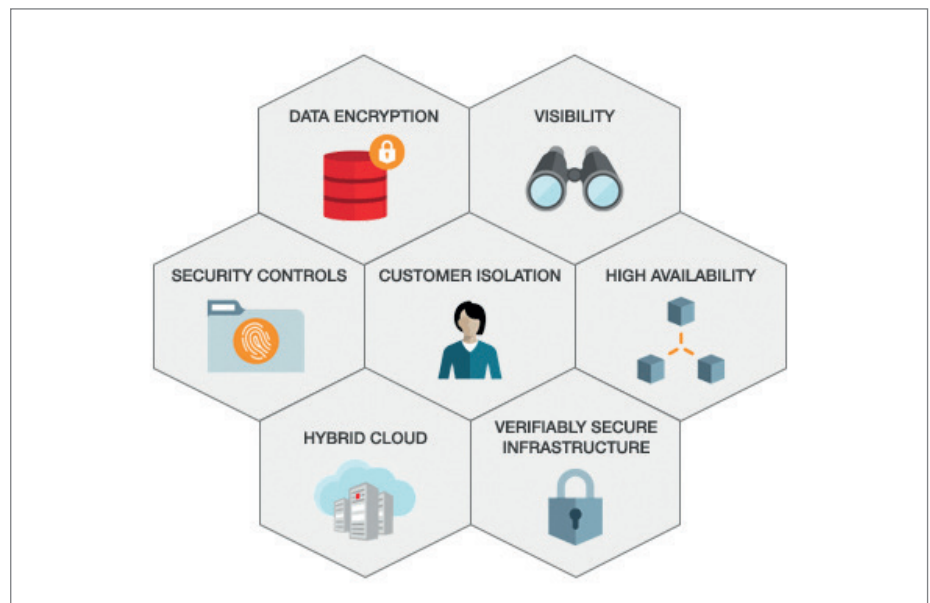 DATA ENCRYPTION
VISIBILITY
SECURITY CONTROLS
CUSTOMER ISOLATION
HIGH AVAILABILITY
HYBRID CLOUD
VERIFIABLY SECURE
INFRASTRUCTURE